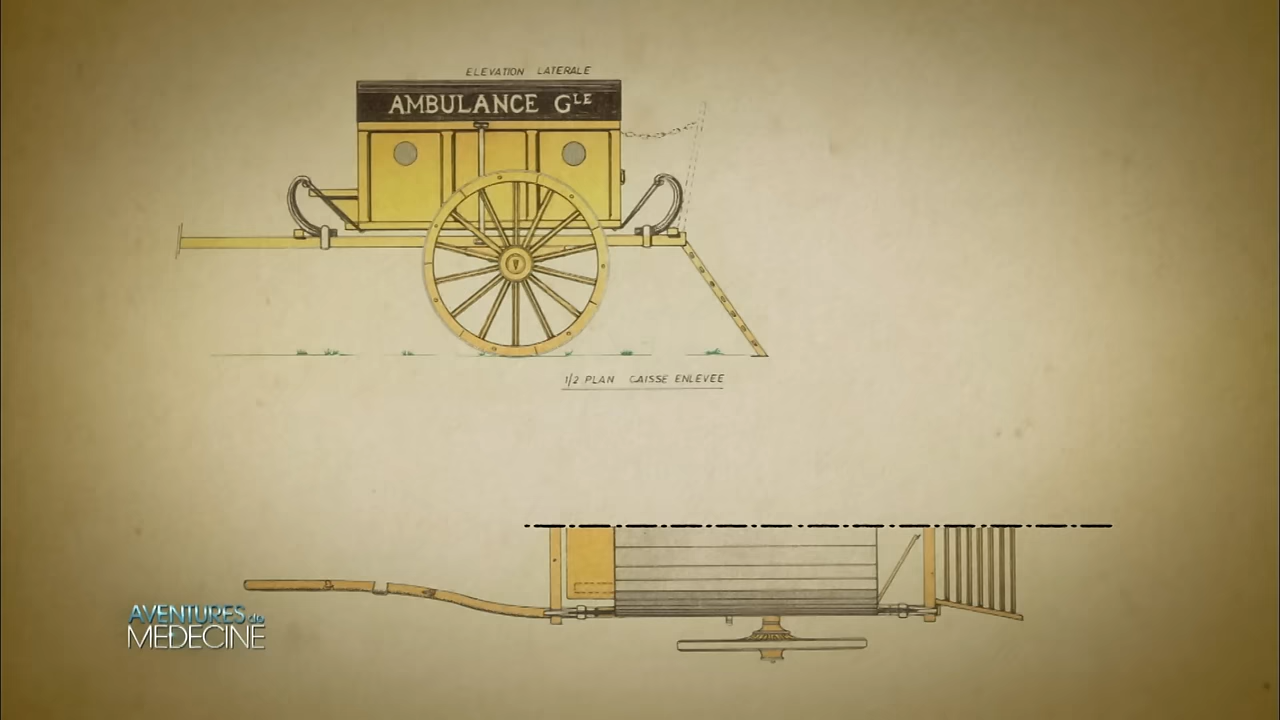 ELEVATION LATERALE
AMBULANCE GLE
1/2 PLAN CAISSE ENLEVEE
AVENTURES de
MEDECINE